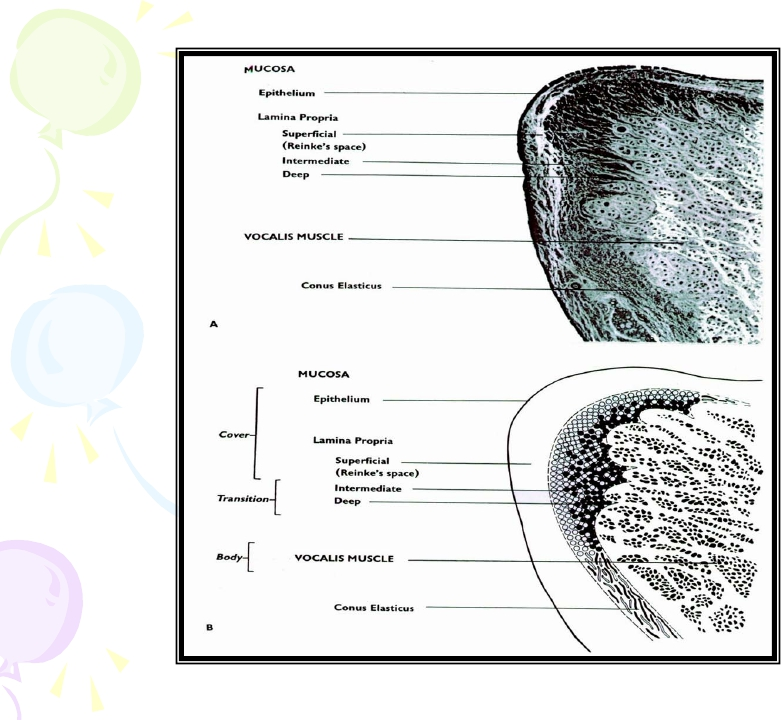 MUCOSA
Epithelium
Lamina Propria
Superficial
(Reinke's space)
Intermediate
Deep
VOCALIS MUSCLE
Conus Elasticus
A
MUCOSA
Epithelium
Cover
Lamina Propria
Superficial
(Reinke's space)
Intermediate
Transition
Deep
Body
VOCALIS MUSCLE
Conus Elasticus
B